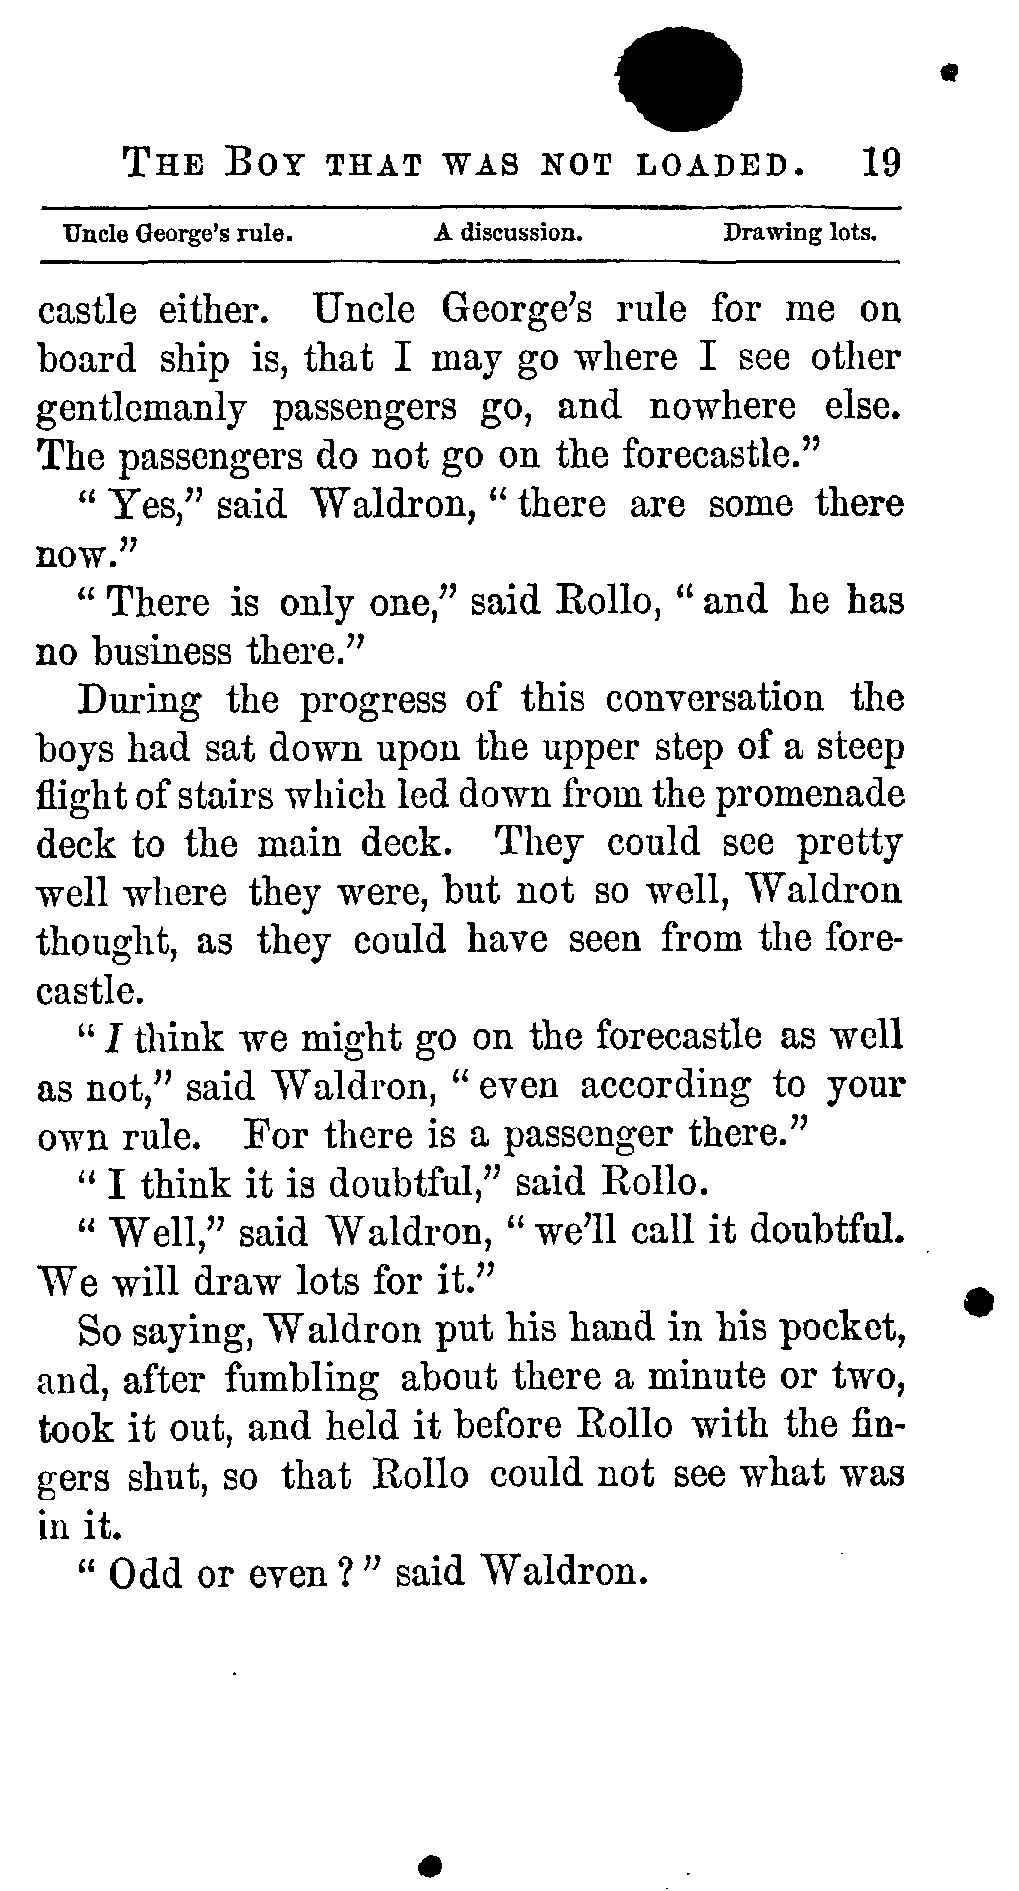 THE BOY THAT WAS NOT LOADED. 19
Uncle George's rule. A discussion. Drawing lots.
castle either. Uncle George's rule for me on
board ship is, that I may go where I see other
gentlemanly passengers go, and nowhere else.
The passengers do not go on the forecastle."
"Yes," said Waldron, "there are some there
now."
"There is only one," said Rollo, "and he has
no business there."
During the progress of this conversation the
boys had sat down upon the upper step of a steep
flight of stairs which led down from the promenade
deck to the main deck. They could see pretty
well where they were, but not so well, Waldron
thought, as they could have seen from the fore-
castle.
"I think we might go on the forecastle as well
as not," said Waldron, "even according to your
own rule. For there is a passenger there."
"I think it is doubtful," said Rollo.
"Well," said Waldron, "we'll call it doubtful.
We will draw lots for it."
So saying, Waldron put his hand in his pocket,
and, after fumbling about there a minute or two,
took it out, and held it before Rollo with the fin-
gers shut, so that Rollo could not see what was
in it.
"Odd or even?" said Waldron.